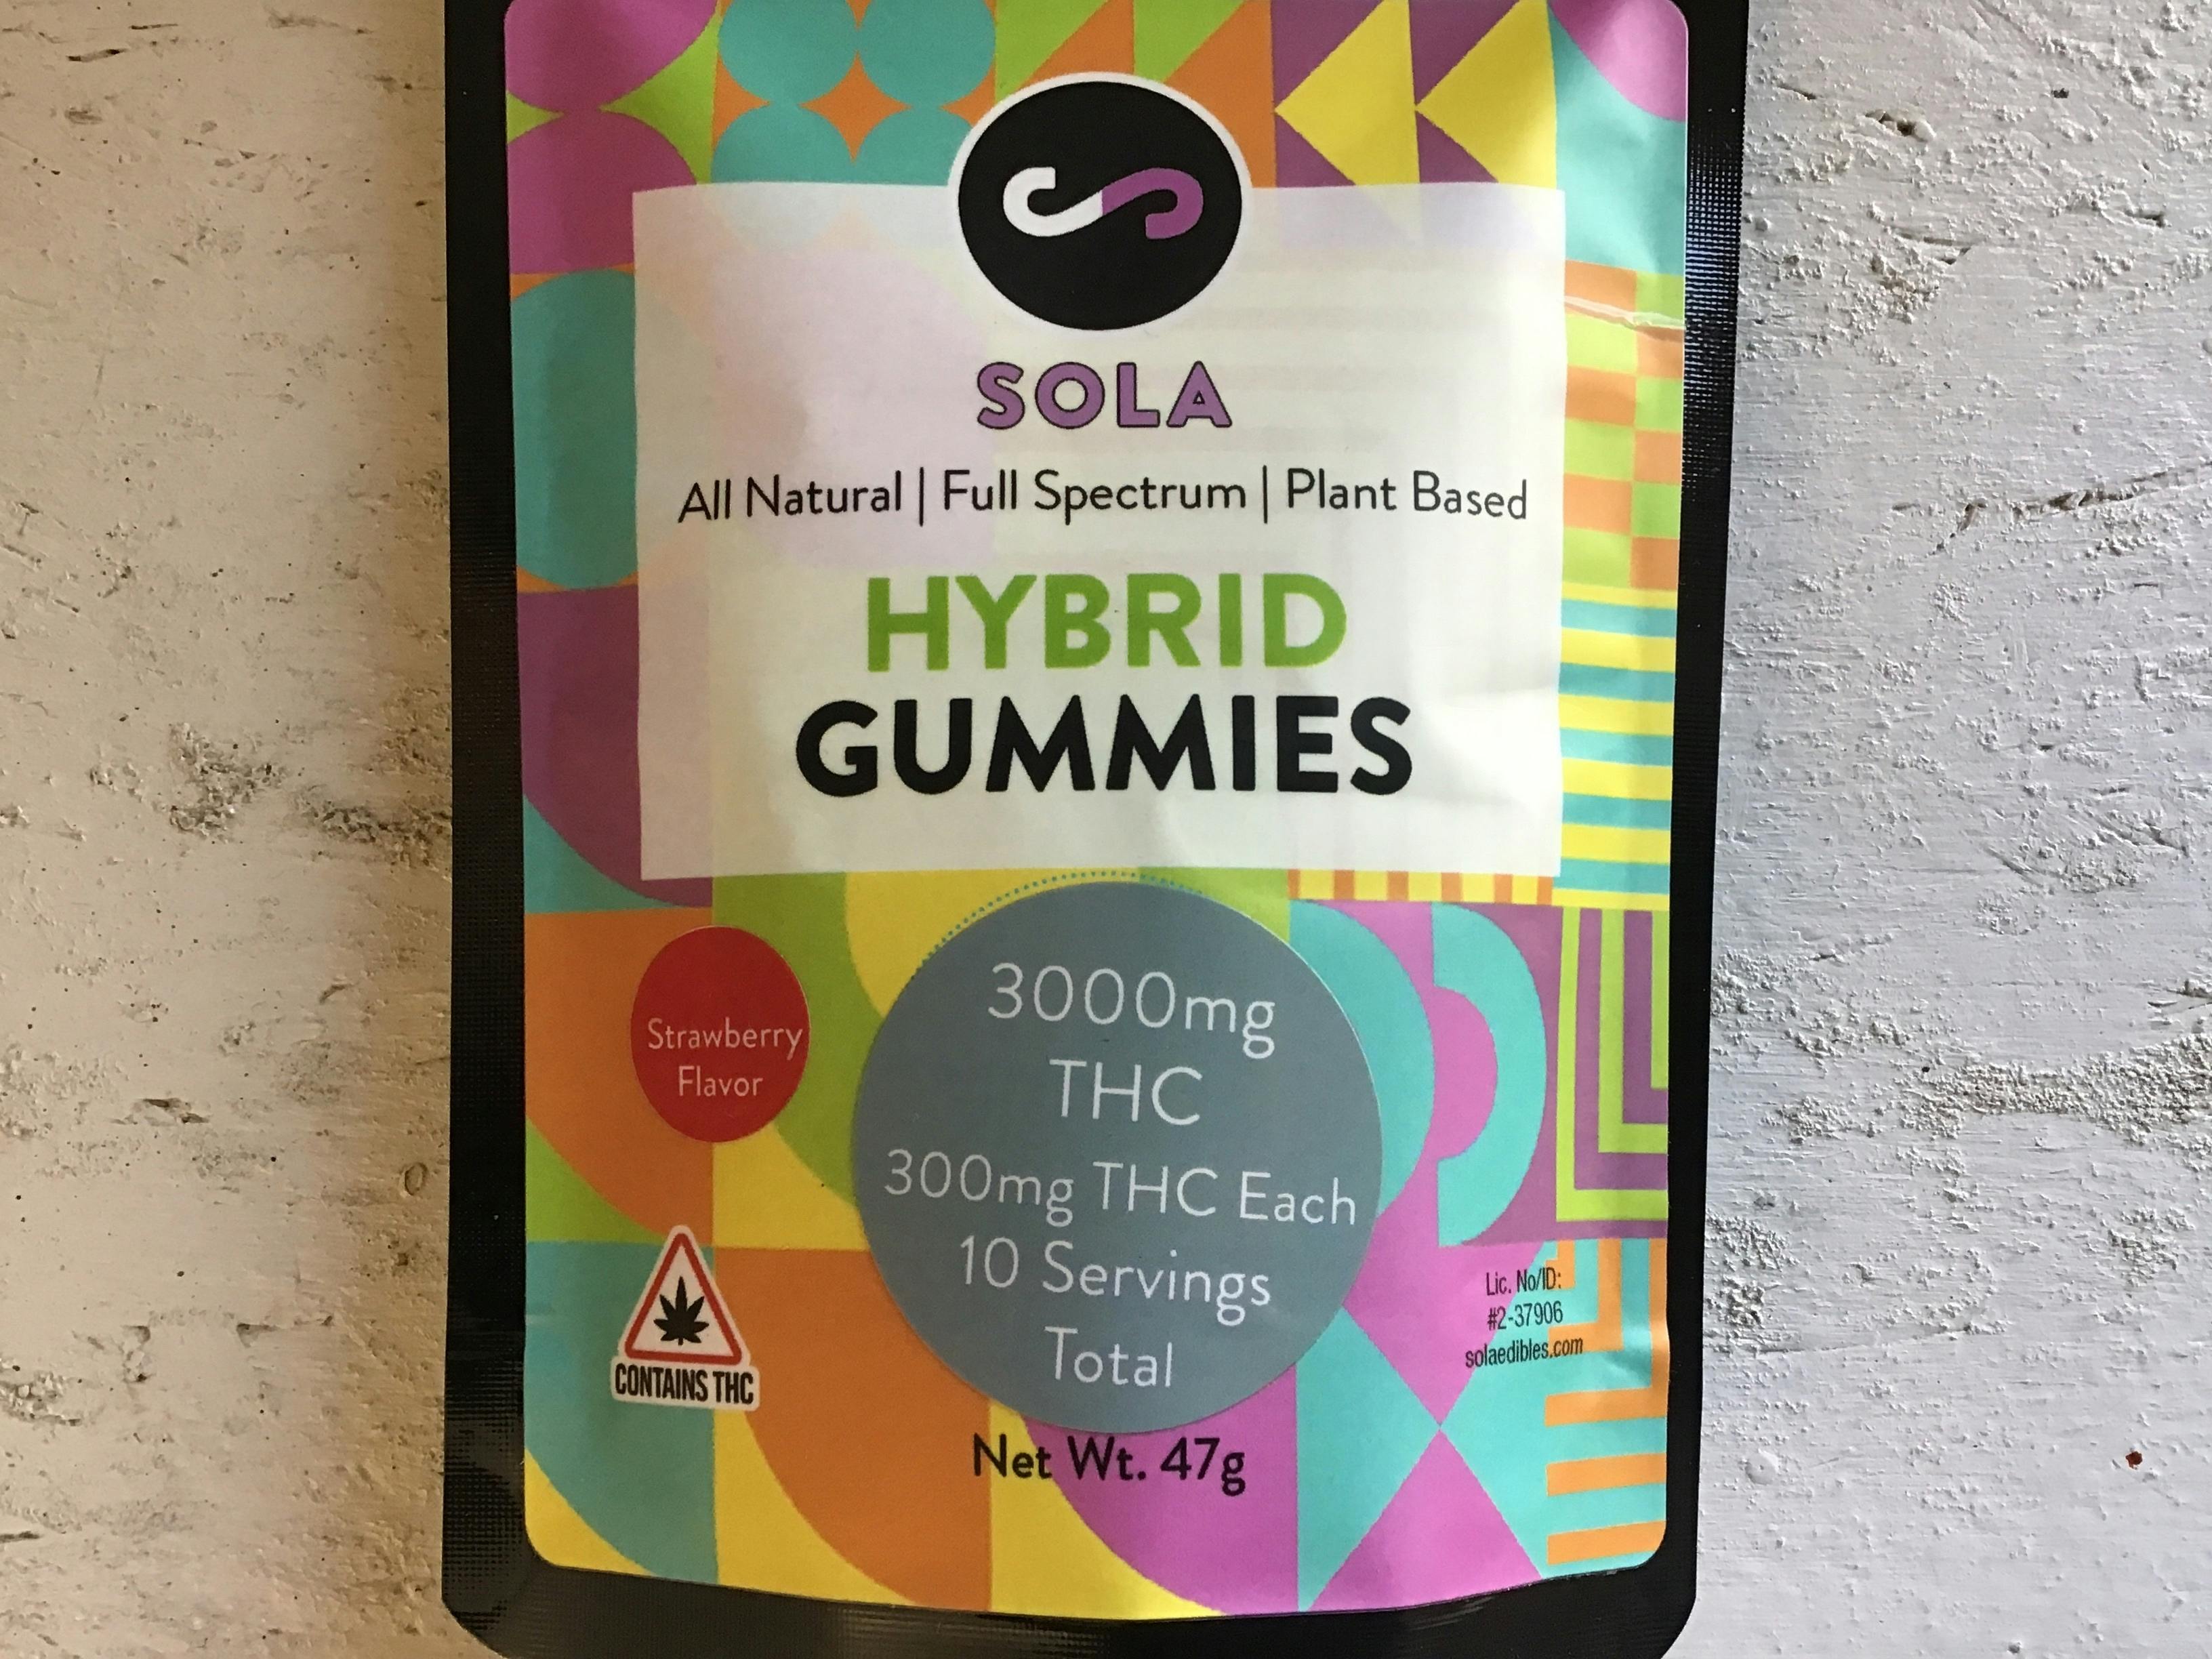 SOLA
All Natural | Full Spectrum | Plant Based
HYBRID
GUMMIES
Strawberry
Flavor
3000mg
THC
300mg THC Each
10 Servings
Total
CONTAINS THC
Lic. No/ID:
#2-37906
solaedibles.com
Net Wt. 47g